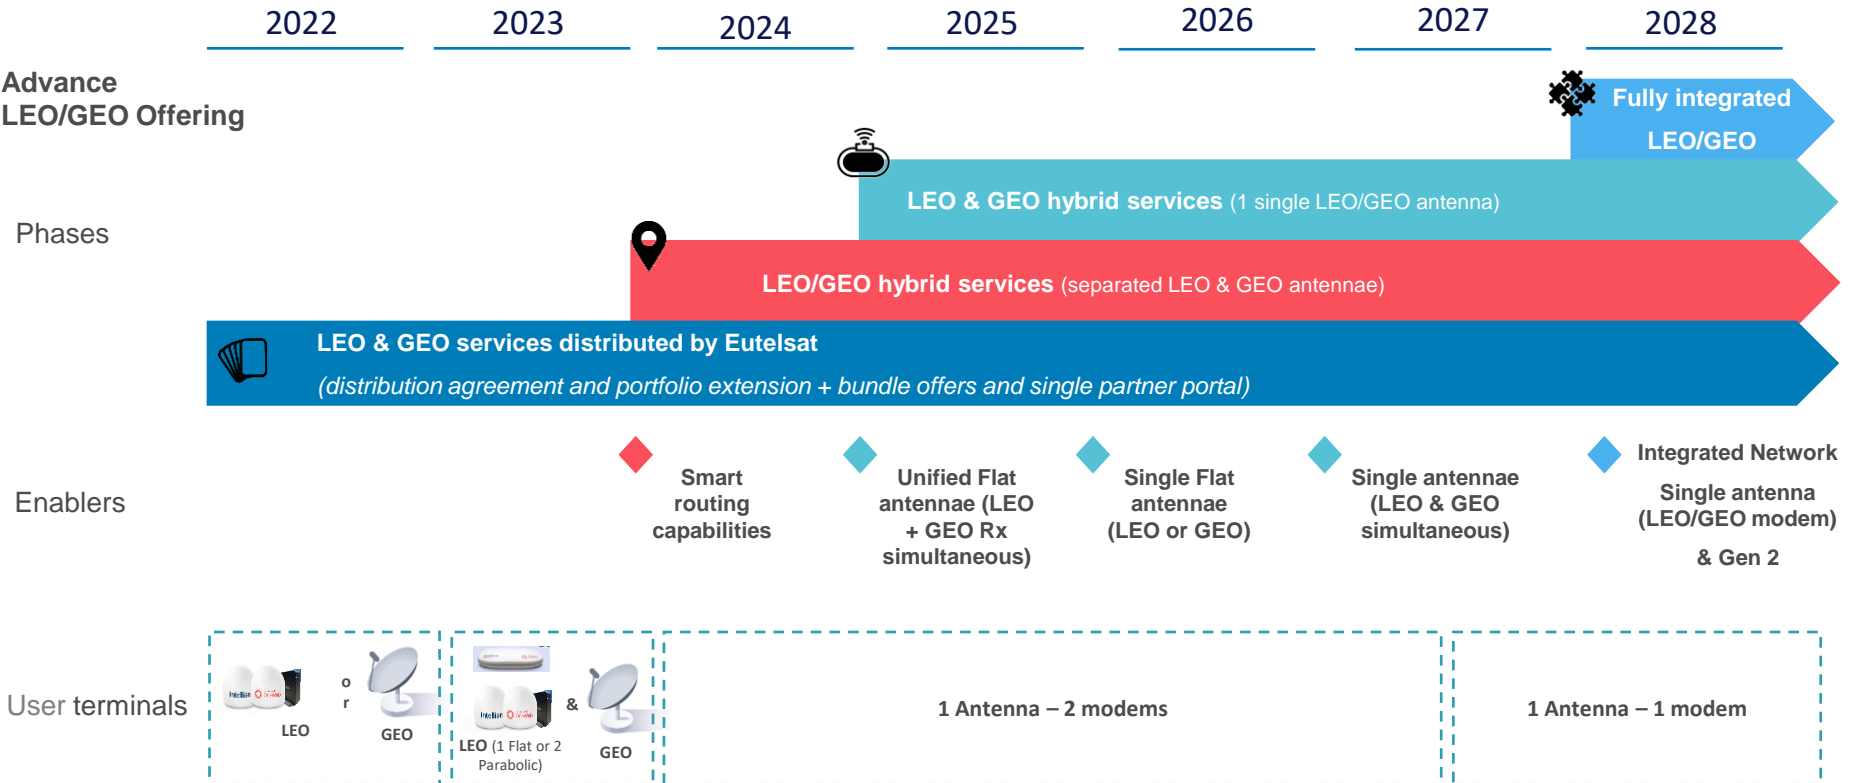 2022 2023 2024 2025 2026 2027 2028
Advance
LEO/GEO Offering
Fully integrated
LEO/GEO
LEO & GEO hybrid services (1 single LEO/GEO antenna)
Phases
LEO/GEO hybrid services (separated LEO & GEO antennae)
LEO & GEO services distributed by Eutelsat
(distribution agreement and portfolio extension + bundle offers and single partner portal)
Enablers
Smart
routing
capabilities
Unified Flat
antennae (LEO
+ GEO Rx
simultaneous)
Single Flat
antennae
(LEO or GEO)
Single antennae
(LEO & GEO
simultaneous)
Integrated Network
Single antenna
(LEO/GEO modem)
& Gen 2
User terminals
Intellian
LEO
o
r
GEO
Intellian
LEO (1 Flat or 2
Parabolic)
&
GEO
1 Antenna – 2 modems
1 Antenna – 1 modem